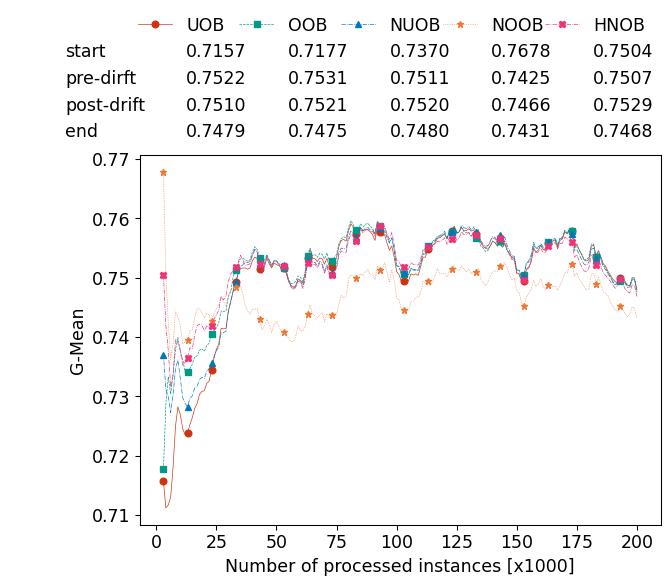 UOB OOB NUOB NOOB HNOB
start 0.7157 0.7177 0.7370 0.7678 0.7504
pre-dirft 0.7522 0.7531 0.7511 0.7425 0.7507
post-drift 0.7510 0.7521 0.7520 0.7466 0.7529
end 0.7479 0.7475 0.7480 0.7431 0.7468
0.77
0.76
0.75
0.74
0.73
0.72
0.71
G-Mean
0 25 50 75 100 125 150 175 200
Number of processed instances [x1000]